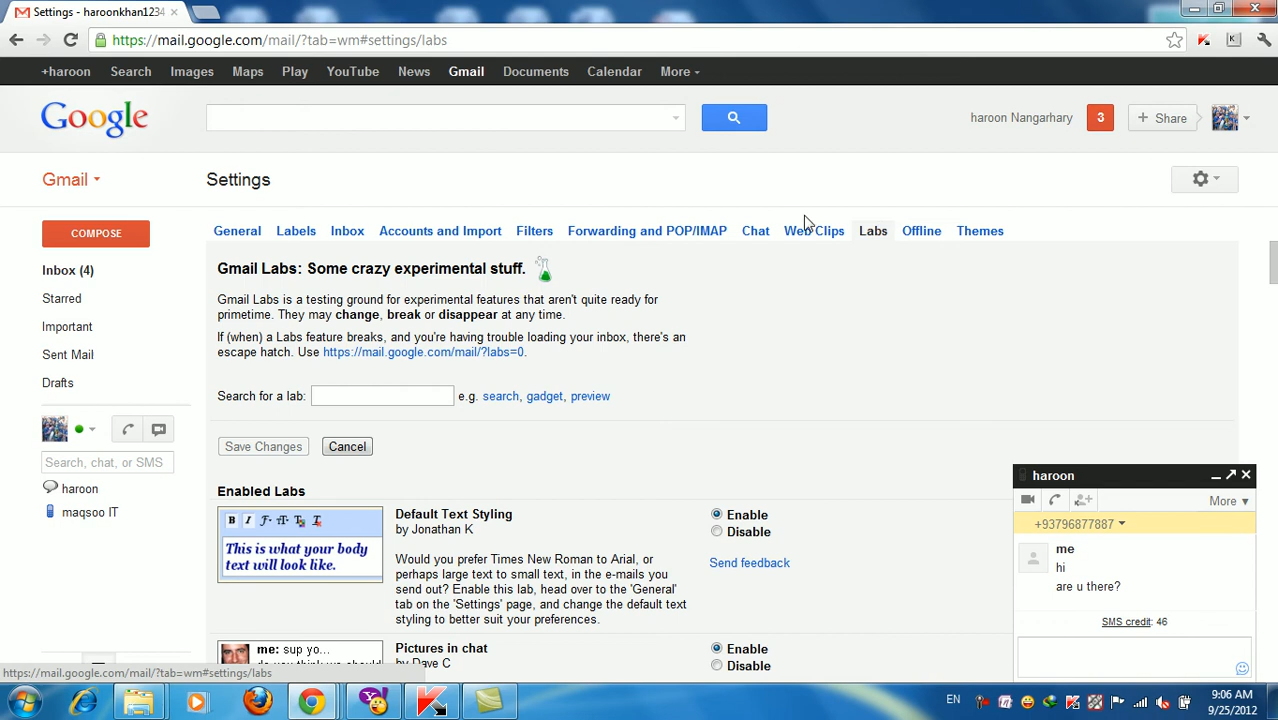 Settings - haroonkhan1234
https://mail.google.com/mail/?tab=wm#settings/labs
+haroon Search Images Maps Play YouTube News Gmail Documents Calendar More
Google
haroon Nangarhary 3 + Share
Gmail Settings
COMPOSE
General Labels Inbox Accounts and Import Filters Forwarding and POP/IMAP Chat Web Clips Labs Offline Themes
Inbox (4)
Starred
Important
Sent Mail
Drafts
Search, chat, or SMS
haroon
maqsoo IT
Gmail Labs: Some crazy experimental stuff.
Gmail Labs is a testing ground for experimental features that aren't quite ready for
primetime. They may change, break or disappear at any time.
If (when) a Labs feature breaks, and you're having trouble loading your inbox, there's an
escape hatch. Use https://mail.google.com/mail/?labs=0.
Search for a lab: e.g. search, gadget, preview
Save Changes Cancel
Enabled Labs
B I
This is what your body
text will look like.
Default Text Styling
by Jonathan K
Would you prefer Times New Roman to Arial, or
perhaps large text to small text, in the e-mails you
send out? Enable this lab, head over to the 'General'
tab on the 'Settings' page, and change the default text
styling to better suit your preferences.
Enable
Disable
Send feedback
me: sup yo...
Pictures in chat
by Dave C
Enable
Disable
haroon
More
+93796877887
me
hi
are u there?
SMS credit: 46
https://mail.google.com/mail/?tab=wm#settings/labs
EN
9:06 AM
9/25/2012